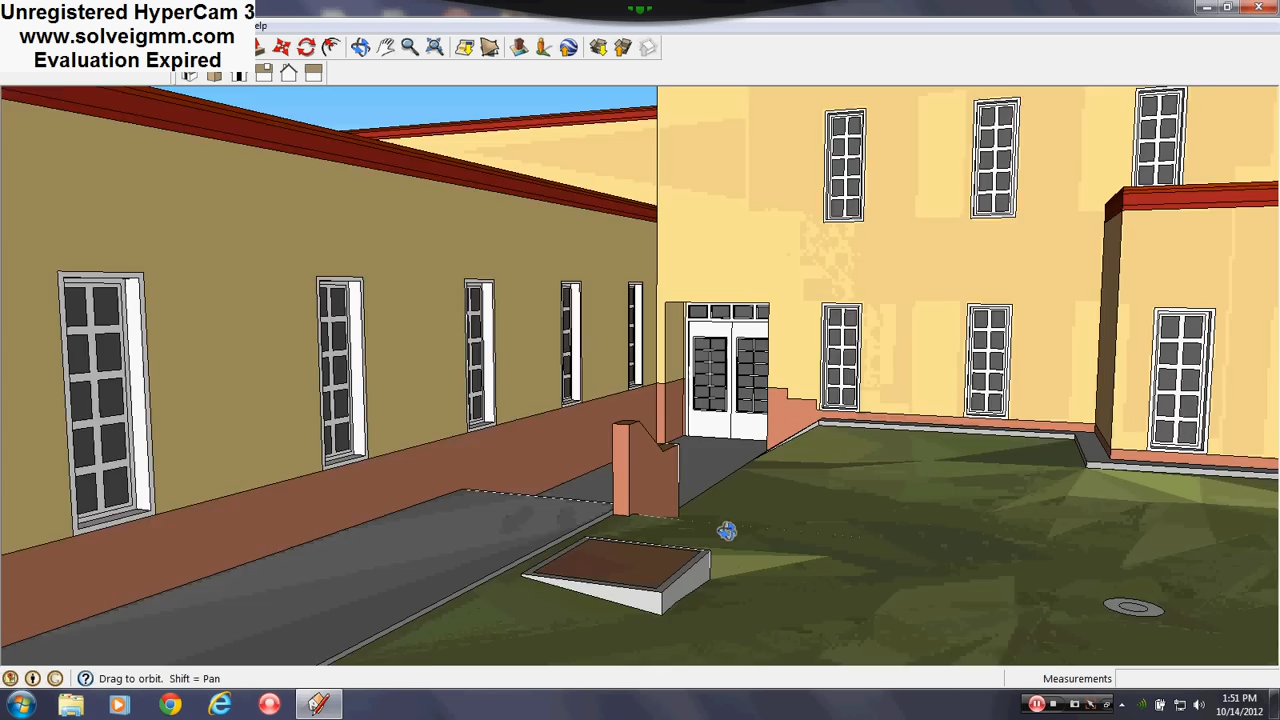 Unregistered HyperCam 3
www.solveigmm.com
Evaluation Expired
elp
Drag to orbit. Shift = Pan
Measurements
1:51 PM
10/14/2012